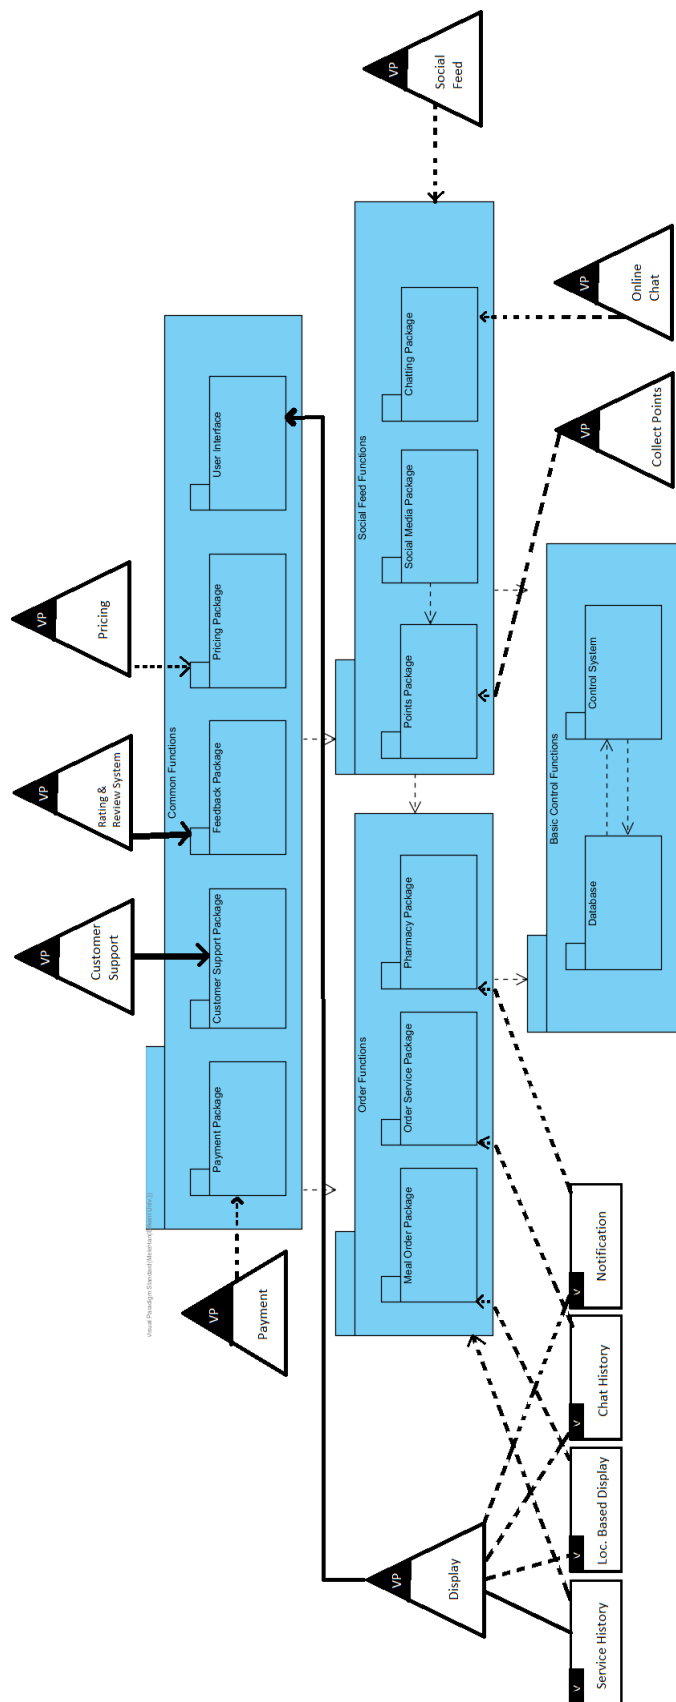 VP
Social
Feed
VP
Online
Chat
VP
Collect Points
VP
Pricing
VP
Rating &
Review System
VP
Customer
Support
VP
Payment
Common Functions
User Interface
Pricing Package
Feedback Package
Customer Support Package
Payment Package
Social Feed Functions
Chatting Package
Social Media Package
Points Package
Order Functions
Pharmacy Package
Order Service Package
Meal Order Package
Basic Control Functions
Control System
Database
VP
Display
V
Notification
V
Chat History
V
Loc. Based Display
V
Service History
Visual Paradigm Standard